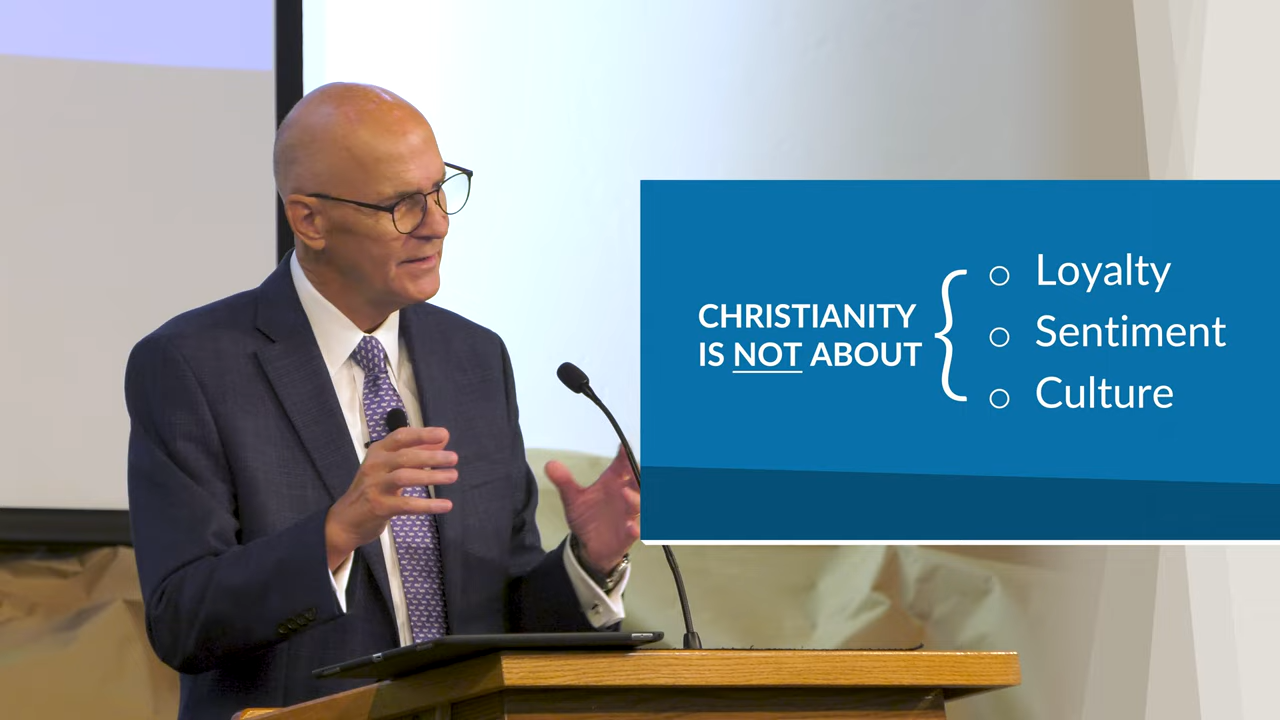 CHRISTIANITY
IS NOT ABOUT
Loyalty
Sentiment
Culture